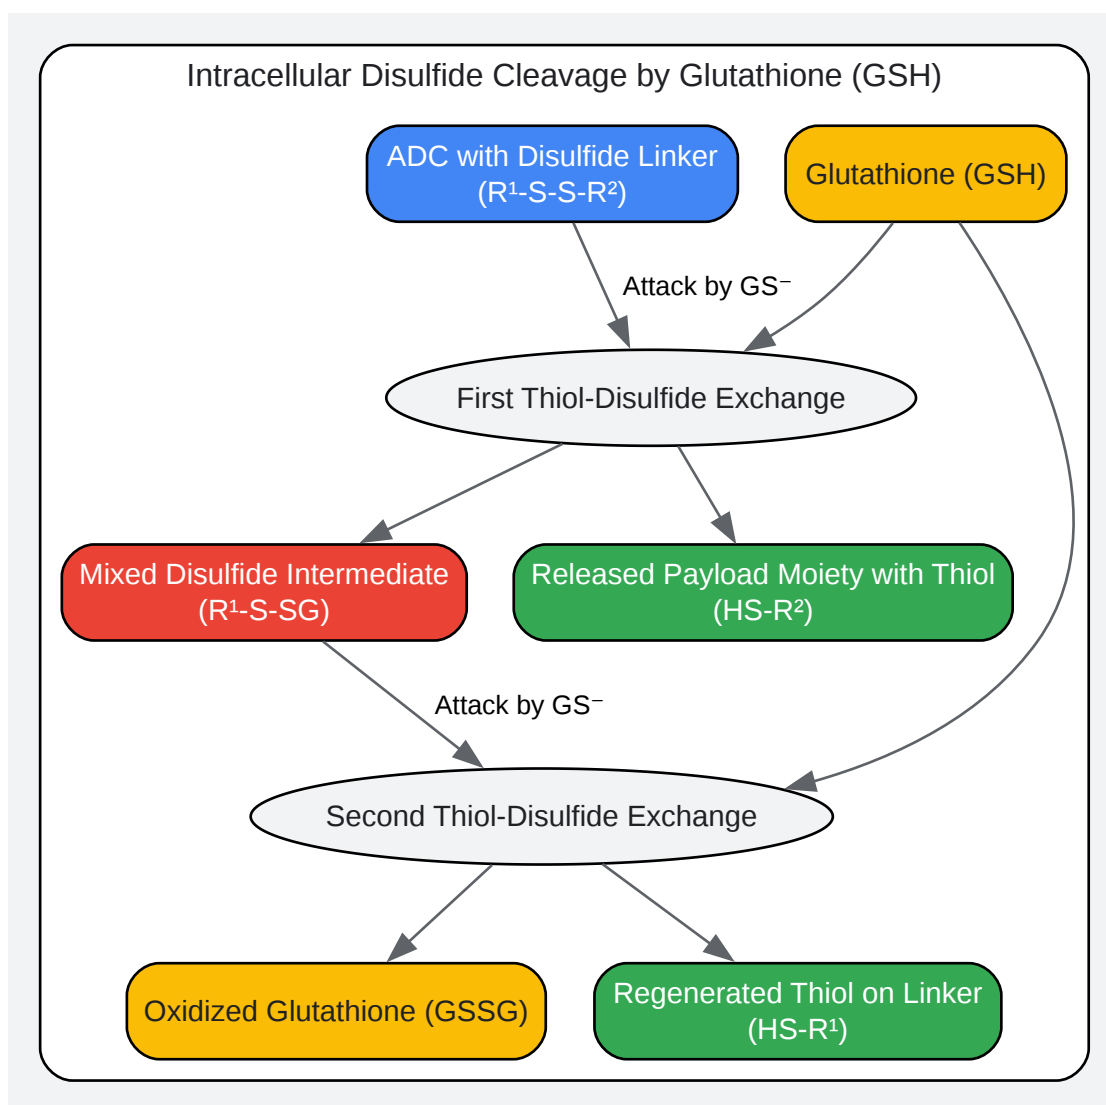 Intracellular Disulfide Cleavage by Glutathione (GSH)
ADC with Disulfide Linker
(R¹-S-S-R²)
Glutathione (GSH)
Attack by GS⁻
First Thiol-Disulfide Exchange
Mixed Disulfide Intermediate
(R¹-S-SG)
Released Payload Moiety with Thiol
(HS-R²)
Attack by GS⁻
Second Thiol-Disulfide Exchange
Oxidized Glutathione (GSSG)
Regenerated Thiol on Linker
(HS-R¹)